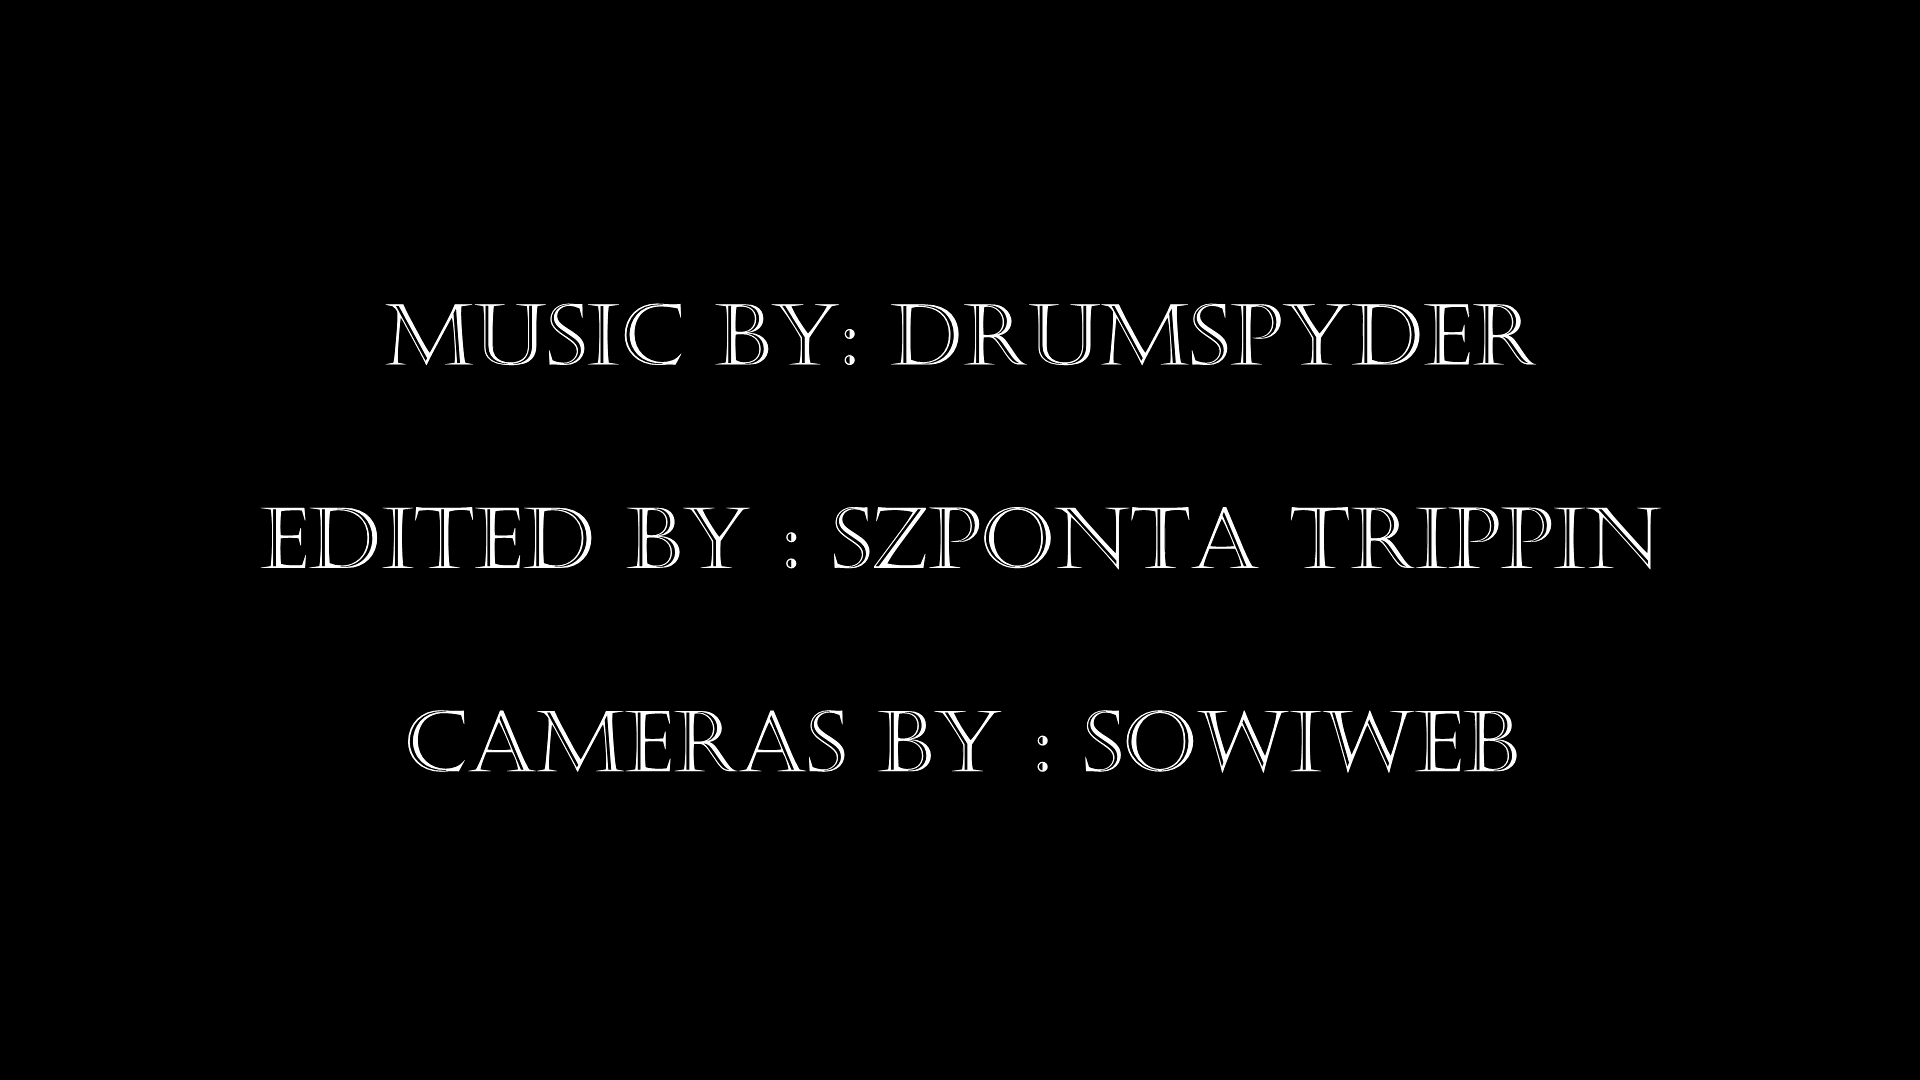 MUSIC BY: DRUMSPYDER
EDITED BY : SZPONTA TRIPPIN
CAMERAS BY : SOWIWEB